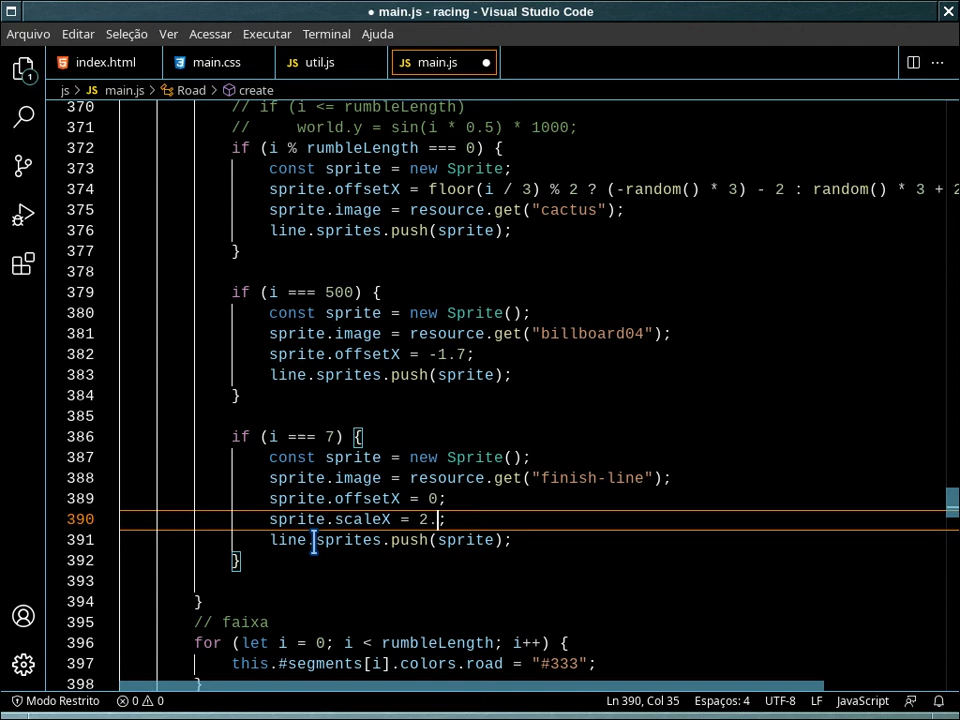 ● main.js - racing - Visual Studio Code
Arquivo Editar Seleção Ver Acessar Executar Terminal Ajuda
index.html main.css JS util.js JS main.js ●
js > JS main.js > Road > create
370 // if (i <= rumbleLength)
371 //     world.y = sin(i * 0.5) * 1000;
372 if (i % rumbleLength === 0) {
373 const sprite = new Sprite;
374 sprite.offsetX = floor(i / 3) % 2 ? (-random() * 3) - 2 : random() * 3 + 2
375 sprite.image = resource.get("cactus");
376 line.sprites.push(sprite);
377 }
378
379 if (i === 500) {
380 const sprite = new Sprite();
381 sprite.image = resource.get("billboard04");
382 sprite.offsetX = -1.7;
383 line.sprites.push(sprite);
384 }
385
386 if (i === 7) {
387 const sprite = new Sprite();
388 sprite.image = resource.get("finish-line");
389 sprite.offsetX = 0;
390 sprite.scaleX = 2.;
391 line.sprites.push(sprite);
392 }
393
394 }
395 // faixa
396 for (let i = 0; i < rumbleLength; i++) {
397 this.#segments[i].colors.road = "#333";
398 }
1
Modo Restrito 0 0 Ln 390, Col 35 Espaços: 4 UTF-8 LF JavaScript